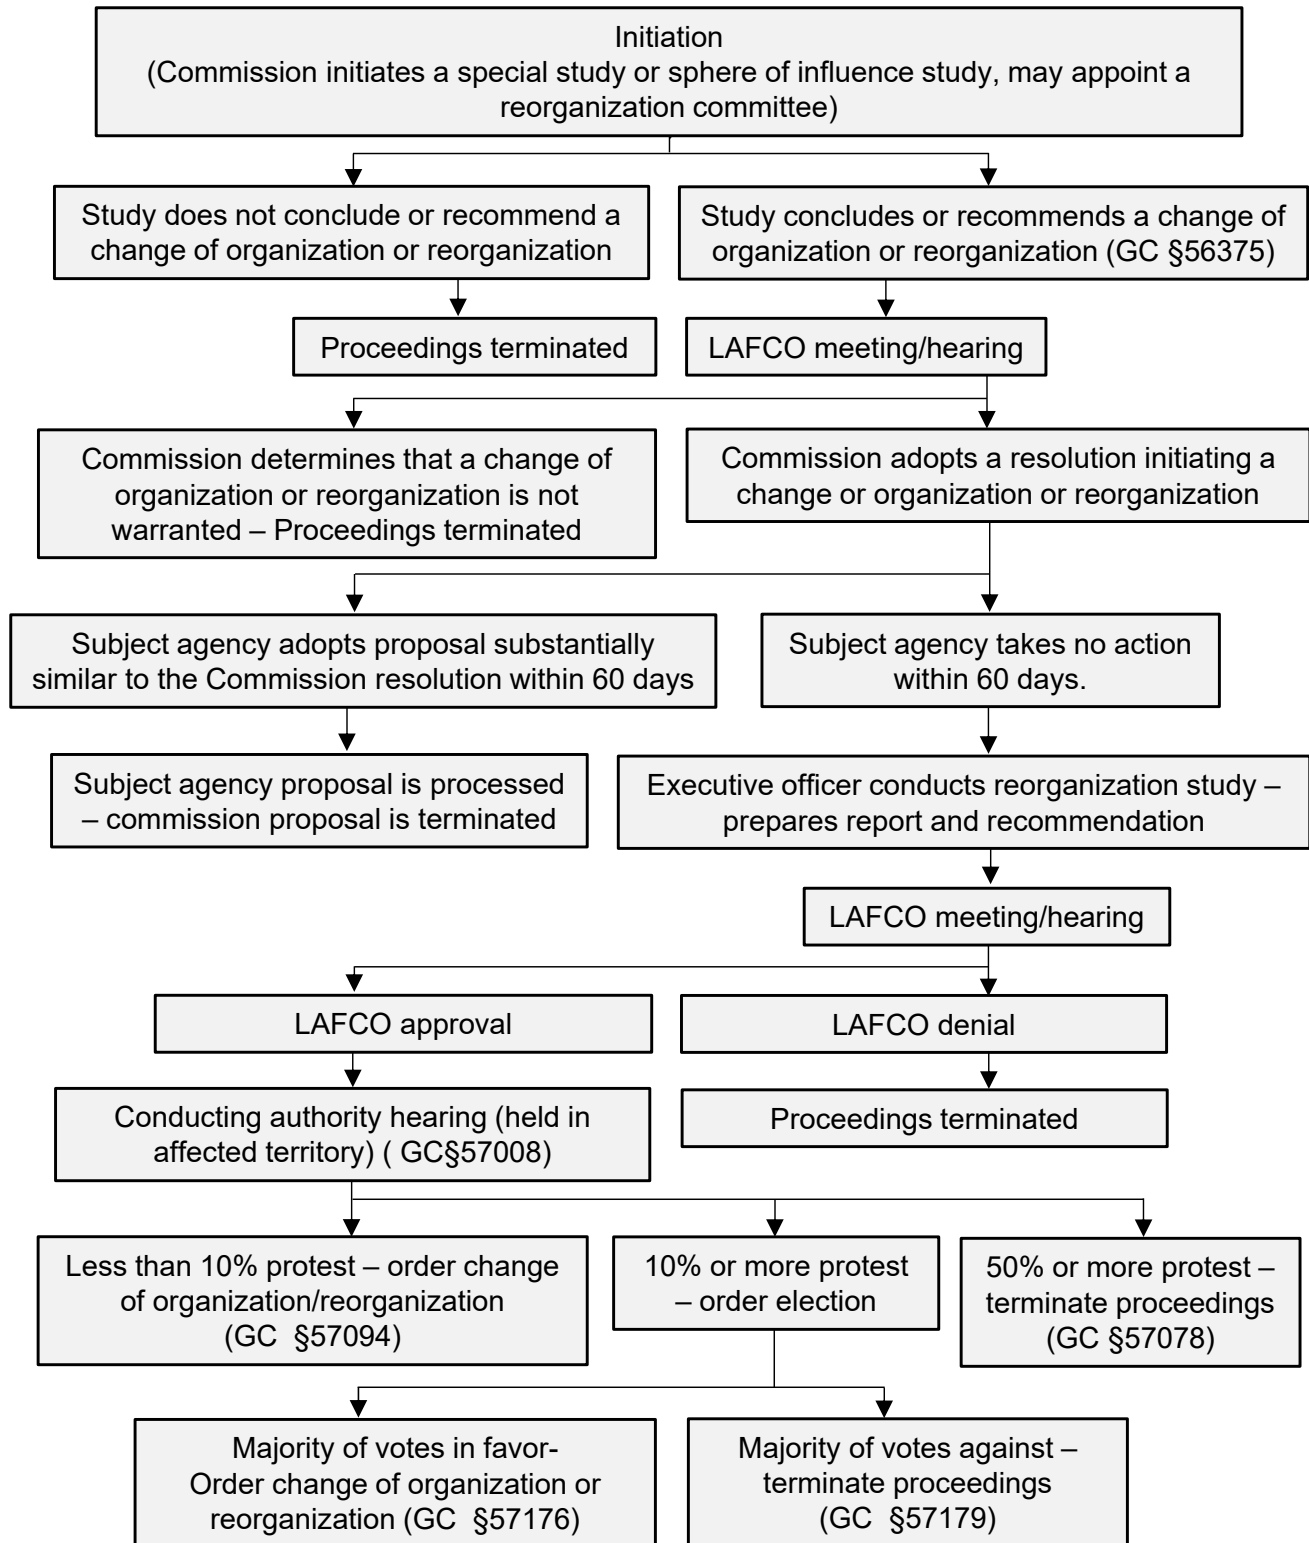 Initiation
(Commission initiates a special study or sphere of influence study, may appoint a
reorganization committee)
Study does not conclude or recommend a
change of organization or reorganization
Study concludes or recommends a change of
organization or reorganization (GC §56375)
Proceedings terminated
LAFCO meeting/hearing
Commission determines that a change of
organization or reorganization is not
warranted – Proceedings terminated
Commission adopts a resolution initiating a
change or organization or reorganization
Subject agency adopts proposal substantially
similar to the Commission resolution within 60 days
Subject agency takes no action
within 60 days.
Subject agency proposal is processed
– commission proposal is terminated
Executive officer conducts reorganization study –
prepares report and recommendation
LAFCO meeting/hearing
LAFCO approval
LAFCO denial
Conducting authority hearing (held in
affected territory) ( GC§57008)
Proceedings terminated
Less than 10% protest – order change
of organization/reorganization
(GC  §57094)
10% or more protest
– order election
50% or more protest –
terminate proceedings
(GC §57078)
Majority of votes in favor-
Order change of organization or
reorganization (GC  §57176)
Majority of votes against –
terminate proceedings
(GC  §57179)